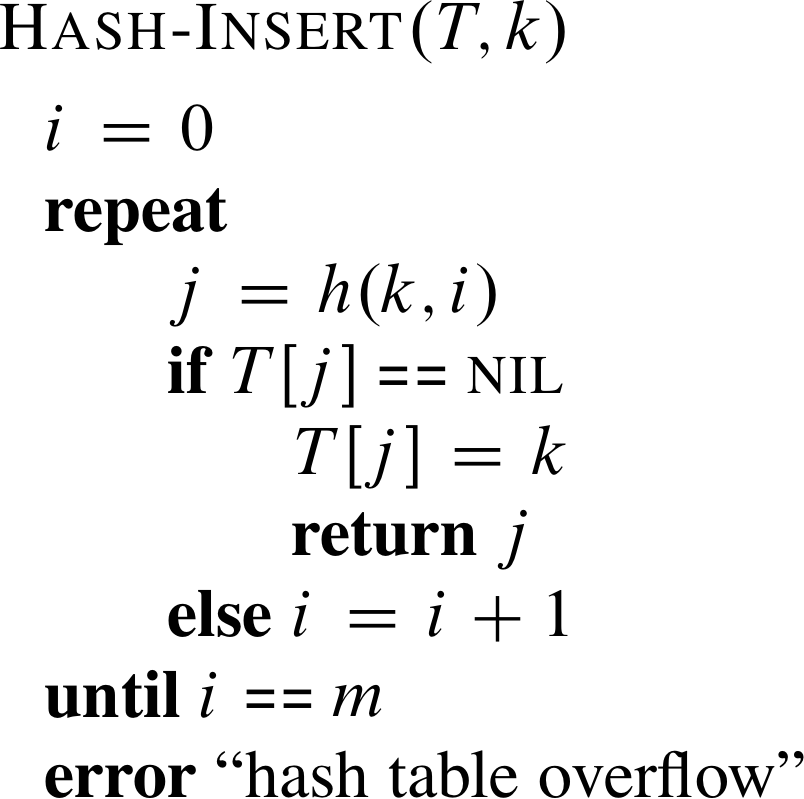 HASH-INSERT(T, k)
i = 0
repeat
j = h(k, i)
if T[j] == NIL
T[j] = k
return j
else i = i + 1
until i == m
error “hash table overflow”